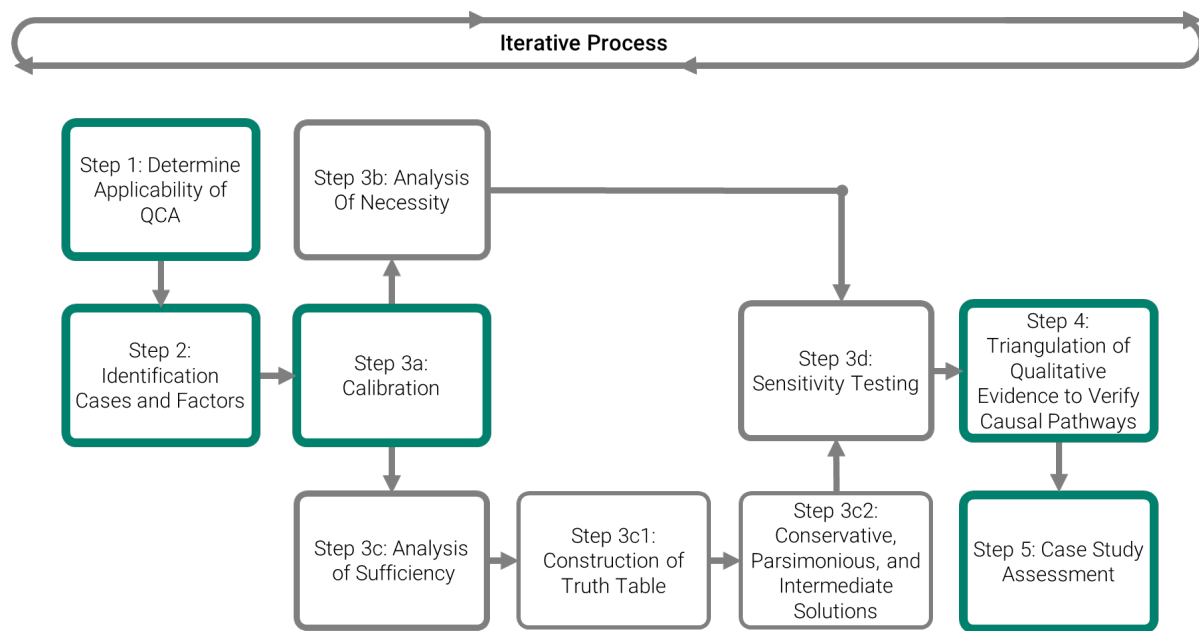 Iterative Process
Step 1: Determine
Applicability of
QCA
Step 3b: Analysis
Of Necessity
Step 2:
Identification
Cases and Factors
Step 3a:
Calibration
Step 3d:
Sensitivity Testing
Step 4:
Triangulation of
Qualitative
Evidence to Verify
Causal Pathways
Step 3c: Analysis
of Sufficiency
Step 3c1:
Construction of
Truth Table
Step 3c2:
Conservative,
Parsimonious, and
Intermediate
Solutions
Step 5: Case Study
Assessment